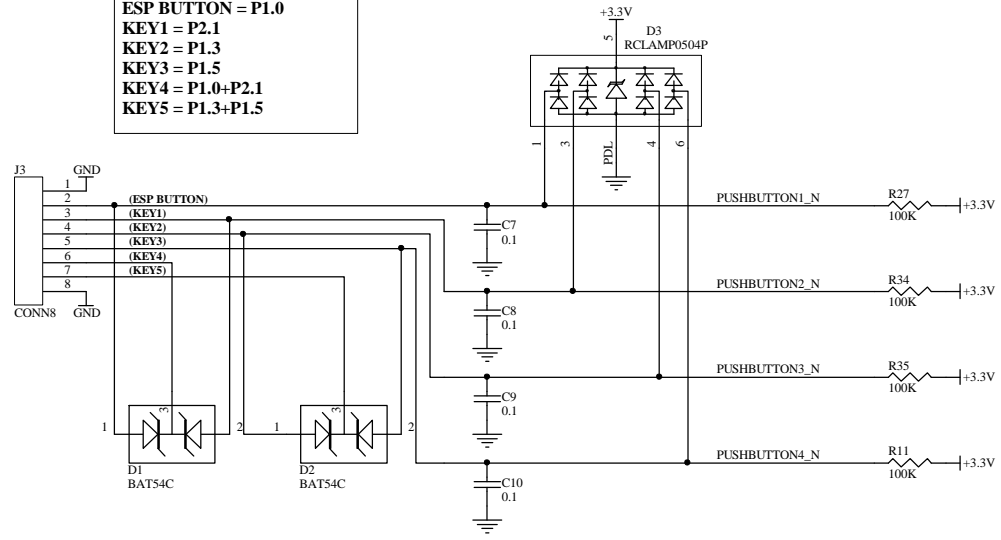 ESP BUTTON = P1.0
KEY1 = P2.1
KEY2 = P1.3
KEY3 = P1.5
KEY4 = P1.0+P2.1
KEY5 = P1.3+P1.5
+3.3V
5
D3
RCLAMP0504P
1
3
PDL
4
6
J3
GND
1
2
3
4
5
6
7
8
CONN8
GND
(ESP BUTTON)
(KEY1)
(KEY2)
(KEY3)
(KEY4)
(KEY5)
C7
0.1
PUSHBUTTON1_N
R27
100K
+3.3V
C8
0.1
PUSHBUTTON2_N
R34
100K
+3.3V
C9
0.1
PUSHBUTTON3_N
R35
100K
+3.3V
C10
0.1
PUSHBUTTON4_N
R11
100K
+3.3V
1
3
2
D1
BAT54C
1
3
2
D2
BAT54C